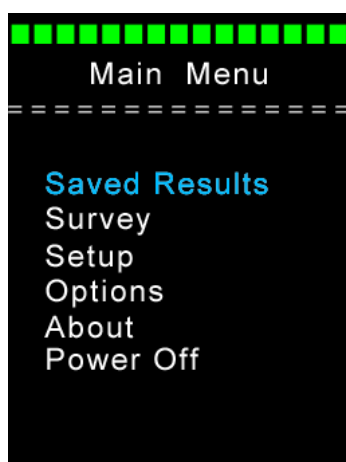 Main Menu
================
Saved Results
Survey
Setup
Options
About
Power Off